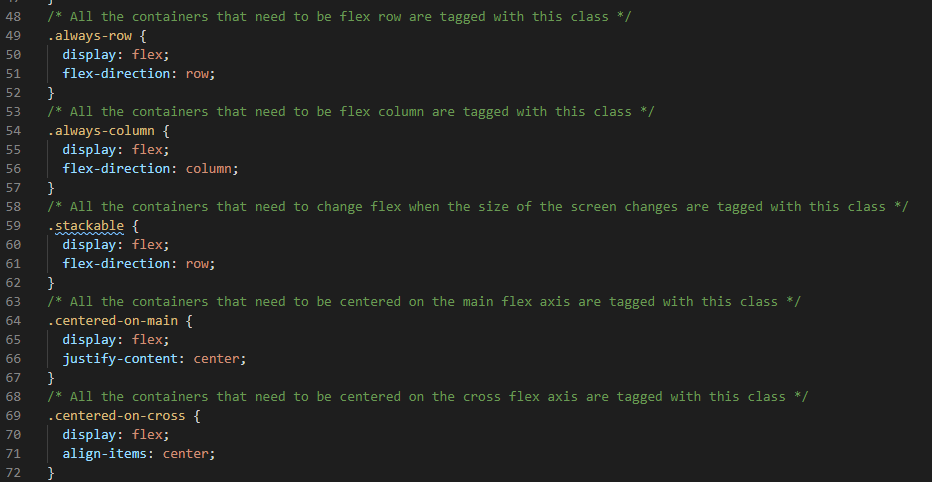 48 /* All the containers that need to be flex row are tagged with this class */
49 .always-row {
50 display: flex;
51 flex-direction: row;
52 }
53 /* All the containers that need to be flex column are tagged with this class */
54 .always-column {
55 display: flex;
56 flex-direction: column;
57 }
58 /* All the containers that need to change flex when the size of the screen changes are tagged with this class */
59 .stackable {
60 display: flex;
61 flex-direction: row;
62 }
63 /* All the containers that need to be centered on the main flex axis are tagged with this class */
64 .centered-on-main {
65 display: flex;
66 justify-content: center;
67 }
68 /* All the containers that need to be centered on the cross flex axis are tagged with this class */
69 .centered-on-cross {
70 display: flex;
71 align-items: center;
72 }